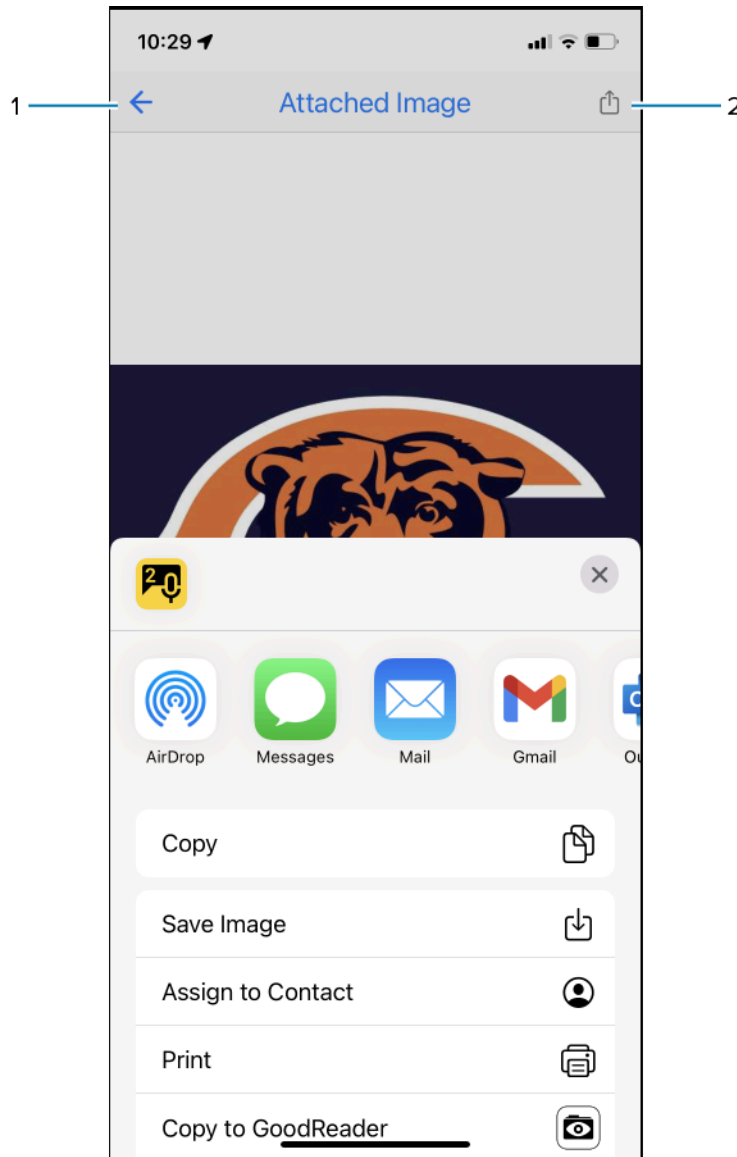 10:29
1
Attached Image
2
2
AirDrop
Messages
Mail
Gmail
Copy
Save Image
Assign to Contact
Print
Copy to GoodReader